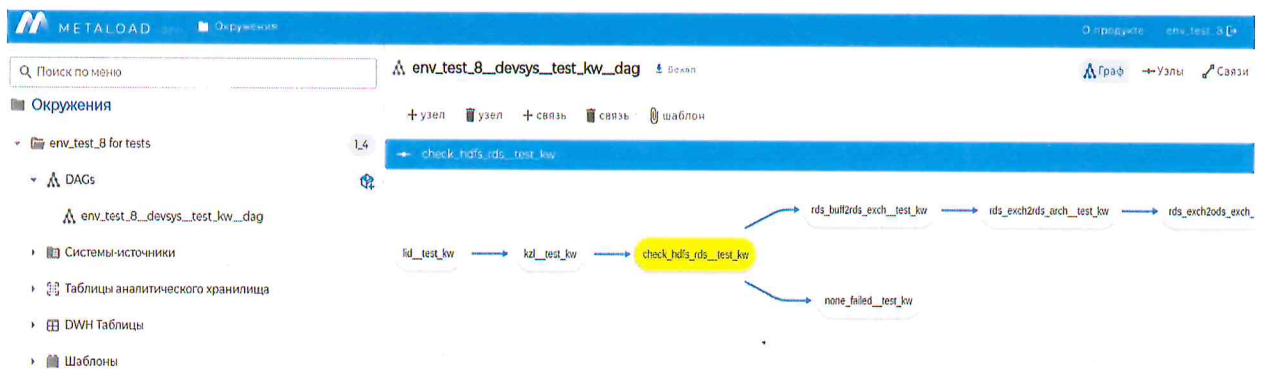 METALOAD Окружения О продукте env_test_8
Поиск по меню
env_test_8__devsys__test_kw__dag Бекап Граф Узлы Связи
Окружения
+ узел узел + связь связь шаблон
env_test_8 for tests 1_4
check_hdfs_rds__test_kw
DAGs
env_test_8__devsys__test_kw__dag
rds_buff2rds_exch__test_kw rds_exch2rds_arch__test_kw rds_exch2ods_exch_
Системы-источники
lid__test_kw kzl__test_kw check_hdfs_rds__test_kw
Таблицы аналитического хранилища
none_failed__test_kw
DWH Таблицы
Шаблоны